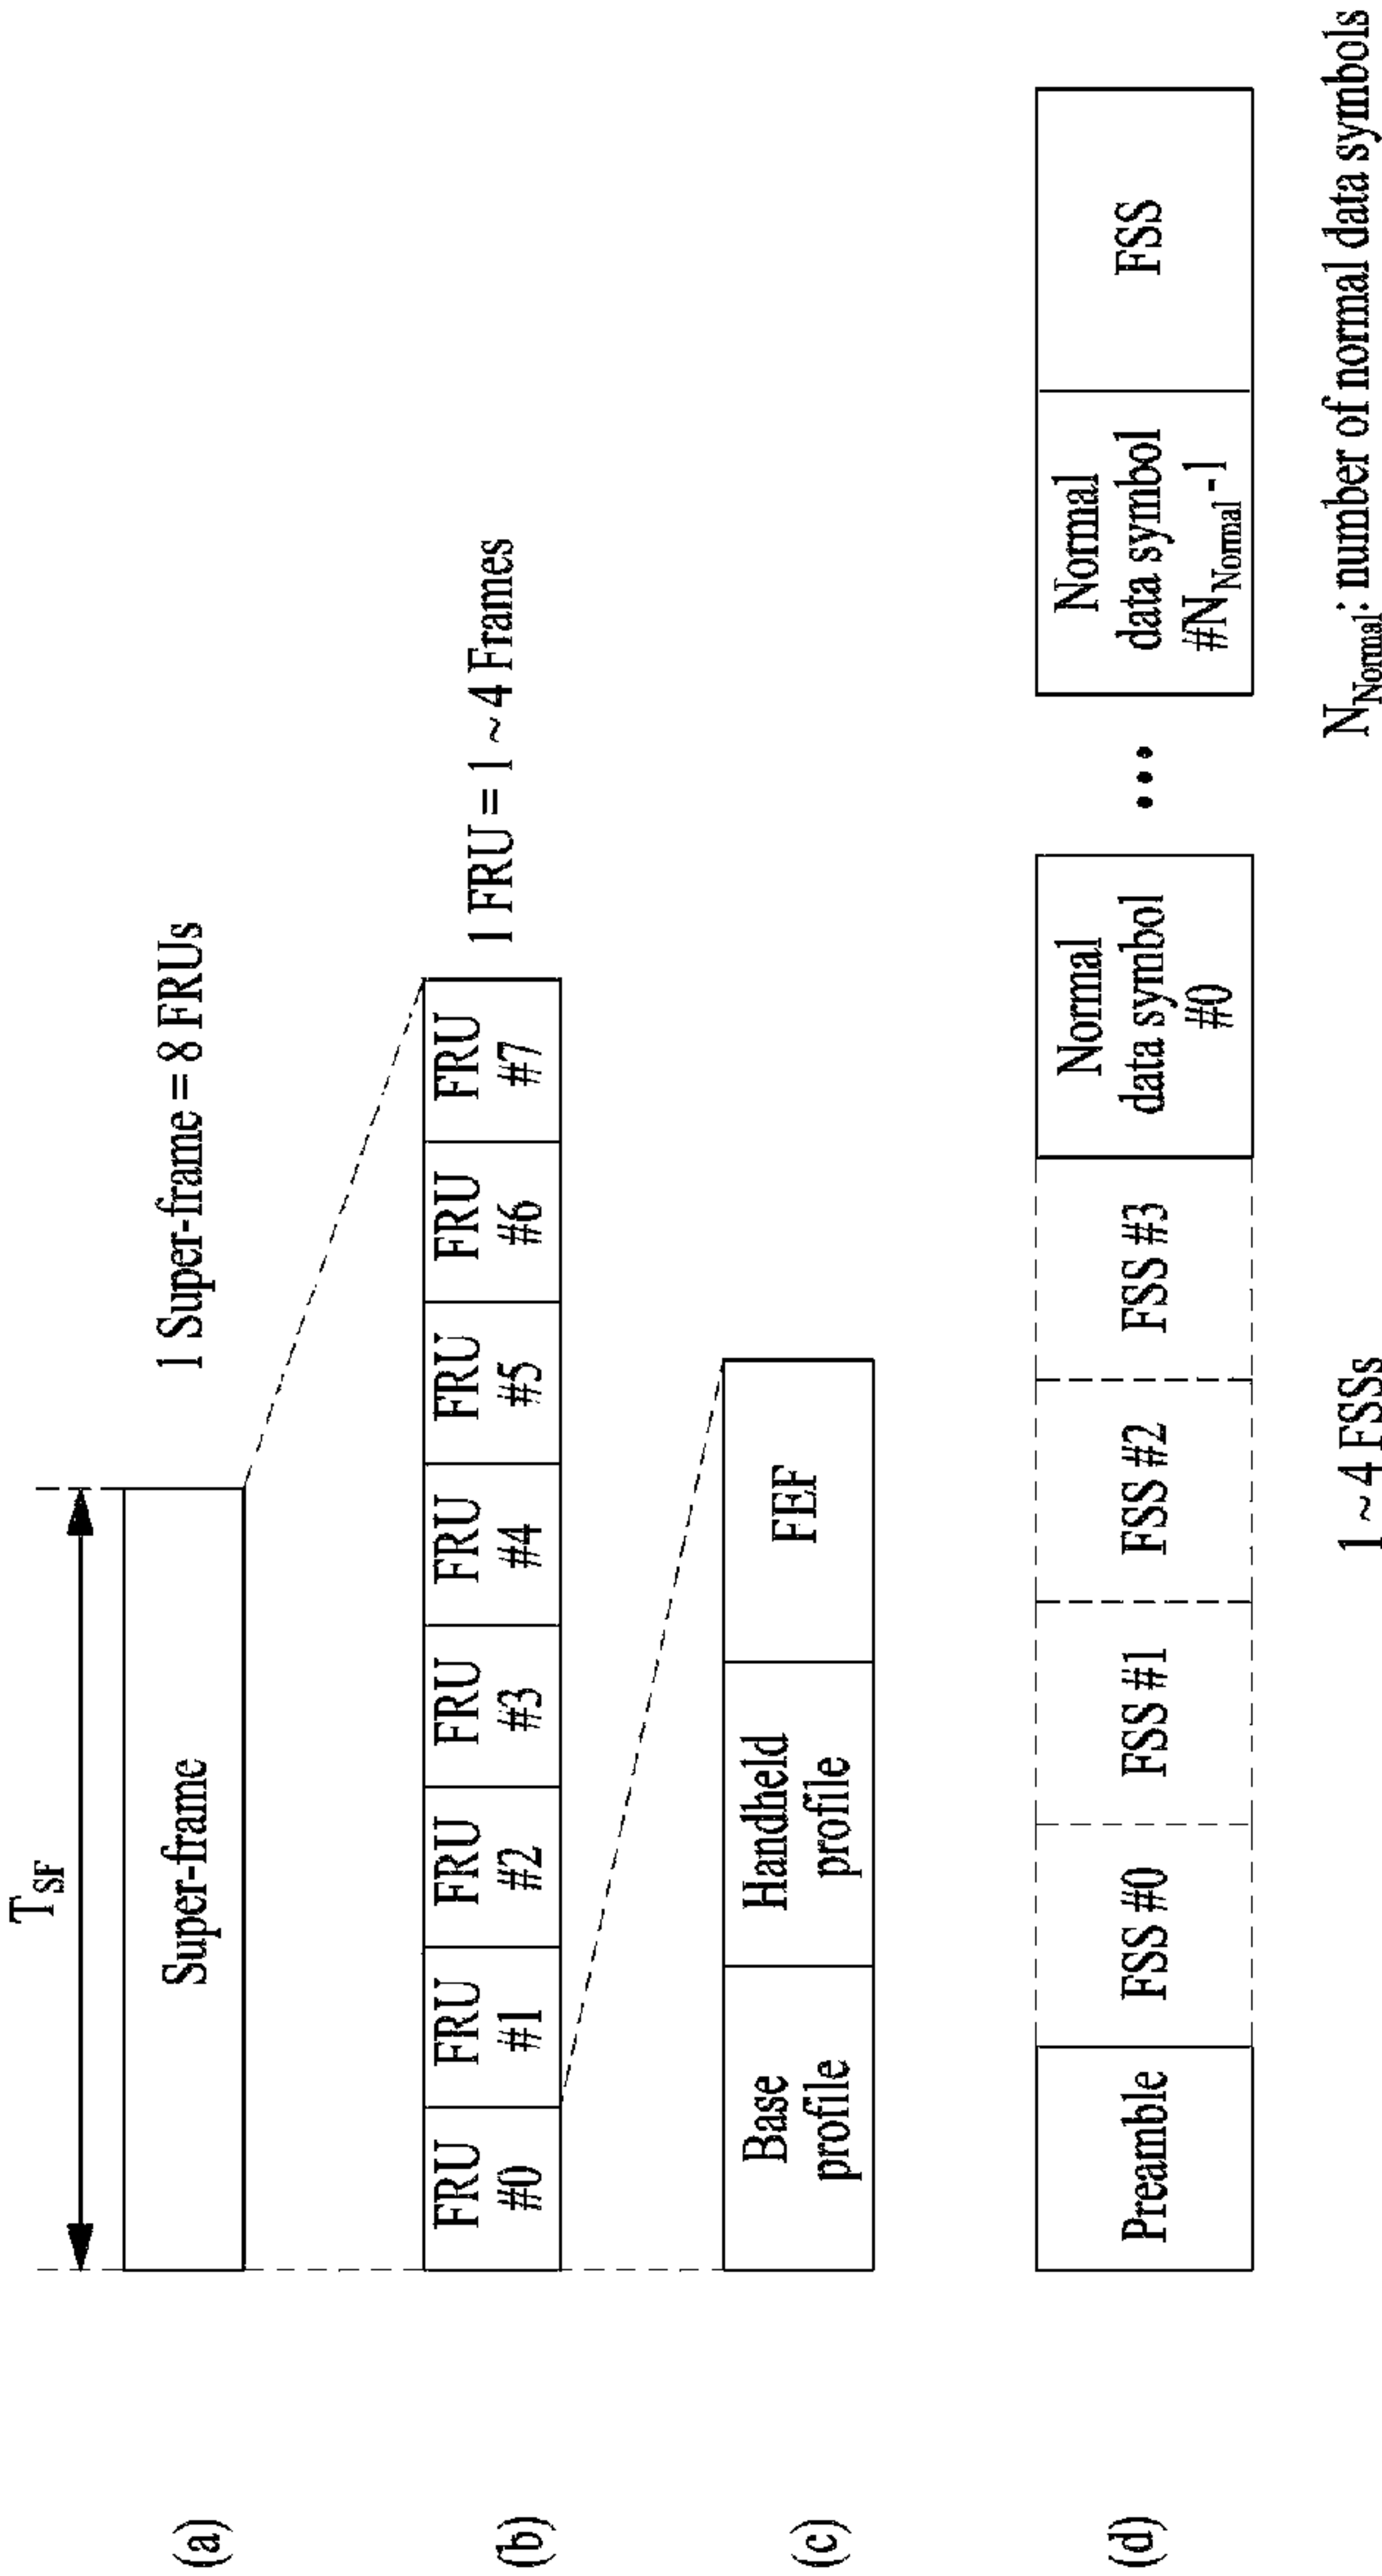 T_SF
(a)
Super-frame
1 Super-frame = 8 FRUs
(b)
FRU
#0
FRU
#1
FRU
#2
FRU
#3
FRU
#4
FRU
#5
FRU
#6
FRU
#7
1 FRU = 1 ~ 4 Frames
(c)
Base
profile
Handheld
profile
FEF
(d)
Preamble
FSS #0
FSS #1
FSS #2
FSS #3
Normal
data symbol
#0
•••
Normal
data symbol
#N_Normal-1
FSS
1 ~ 4 FSSs
N_Normal: number of normal data symbols